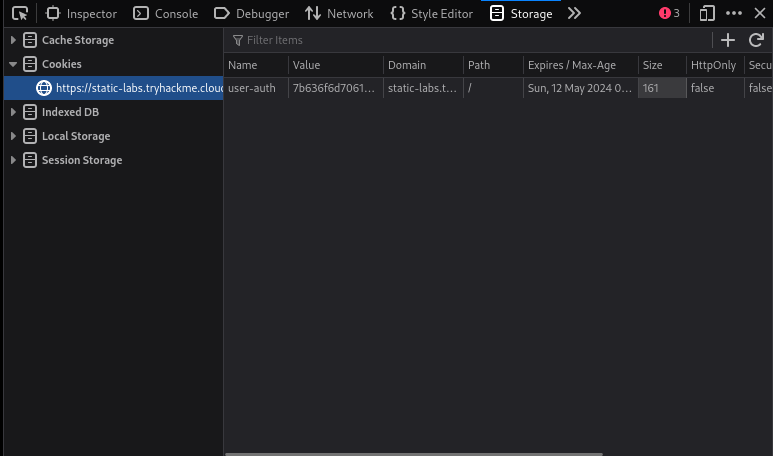 Inspector Console Debugger Network Style Editor Storage 3
Cache Storage
Cookies
https://static-labs.tryhackme.cloud
Indexed DB
Local Storage
Session Storage
Filter Items
Name Value Domain Path Expires / Max-Age Size HttpOnly Secu
user-auth 7b636f6d7061... static-labs.t... / Sun, 12 May 2024 0... 161 false false